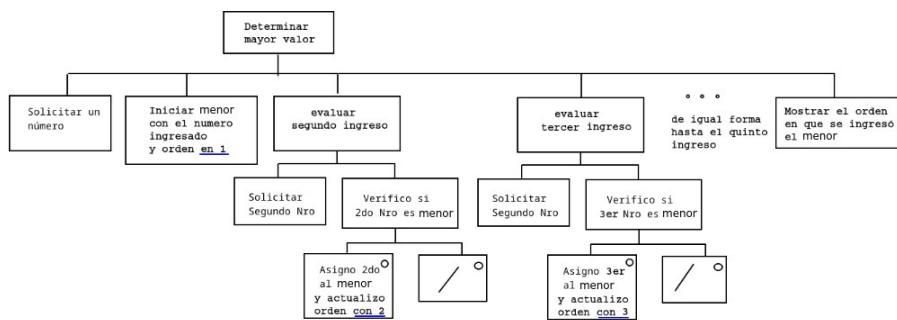 Determinar
mayor valor
Solicitar un
número
Iniciar menor
con el numero
ingresado
y orden en 1
evaluar
segundo ingreso
evaluar
tercer ingreso
de igual forma
hasta el quinto
ingreso
Mostrar el orden
en que se ingresó
el menor
Solicitar
Segundo Nro
Verifico si
2do Nro es menor
Solicitar
Segundo Nro
Verifico si
3er Nro es menor
Asigno 2do
al menor
y actualizo
orden con 2
Asigno 3er
al menor
y actualizo
orden con 3